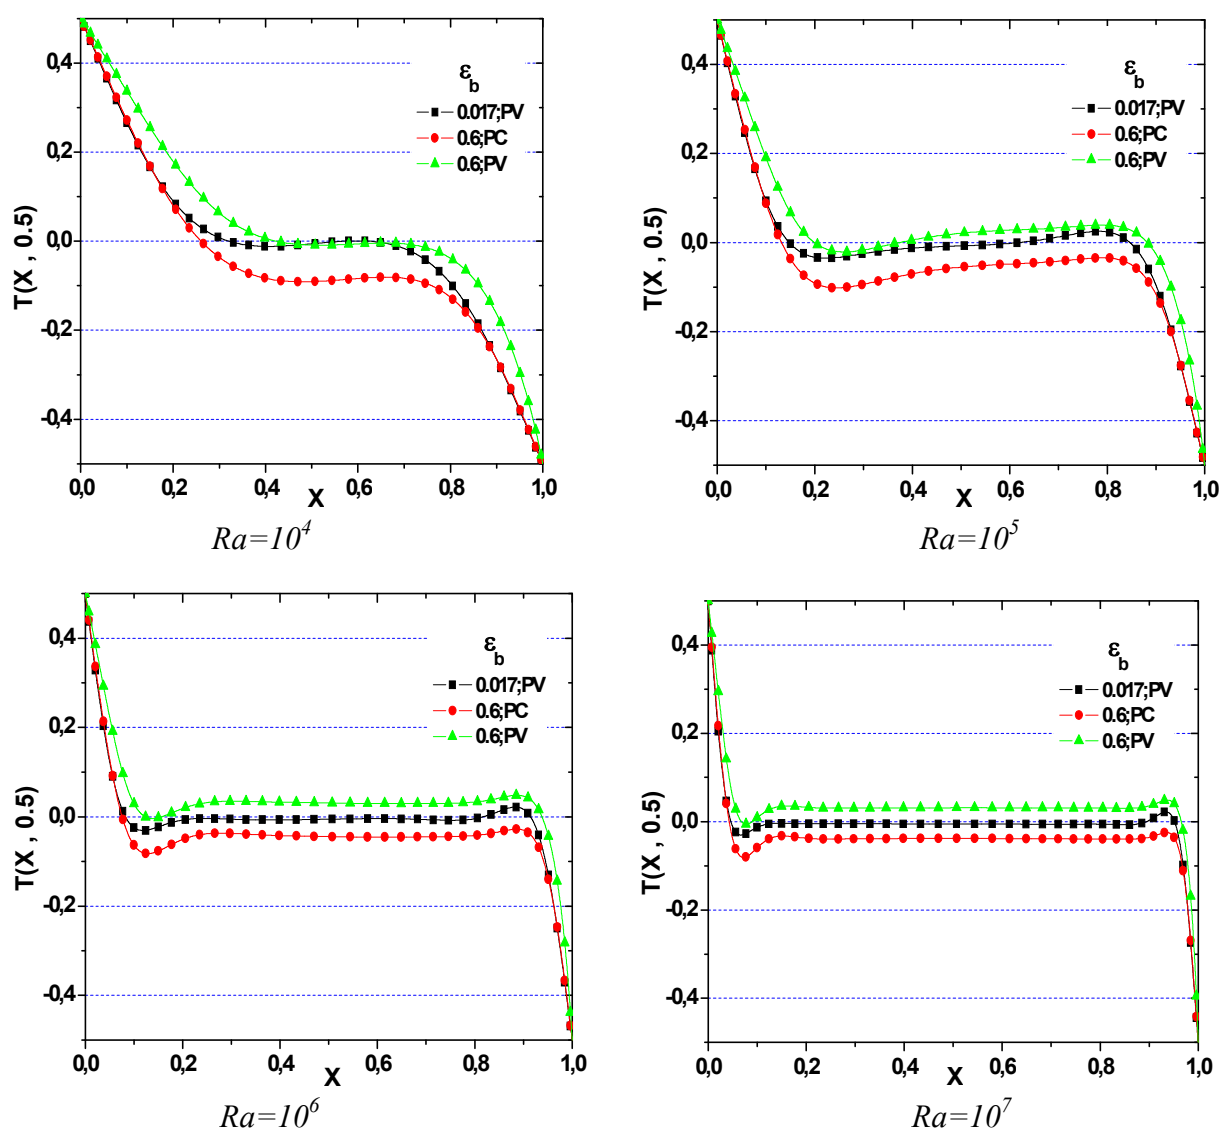 0,4
0,2
0,0
-0,2
-0,4
T(X , 0.5)
εb
0.017;PV
0.6;PC
0.6;PV
0,0 0,2 0,4 0,6 0,8 1,0
X
Ra=10^4
0,4
0,2
0,0
-0,2
-0,4
T(X , 0.5)
εb
0.017;PV
0.6;PC
0.6;PV
0,0 0,2 0,4 0,6 0,8 1,0
X
Ra=10^5
0,4
0,2
0,0
-0,2
-0,4
T(X , 0.5)
εb
0.017;PV
0.6;PC
0.6;PV
0,0 0,2 0,4 0,6 0,8 1,0
X
Ra=10^6
0,4
0,2
0,0
-0,2
-0,4
T(X , 0.5)
εb
0.017;PV
0.6;PC
0.6;PV
0,0 0,2 0,4 0,6 0,8 1,0
X
Ra=10^7